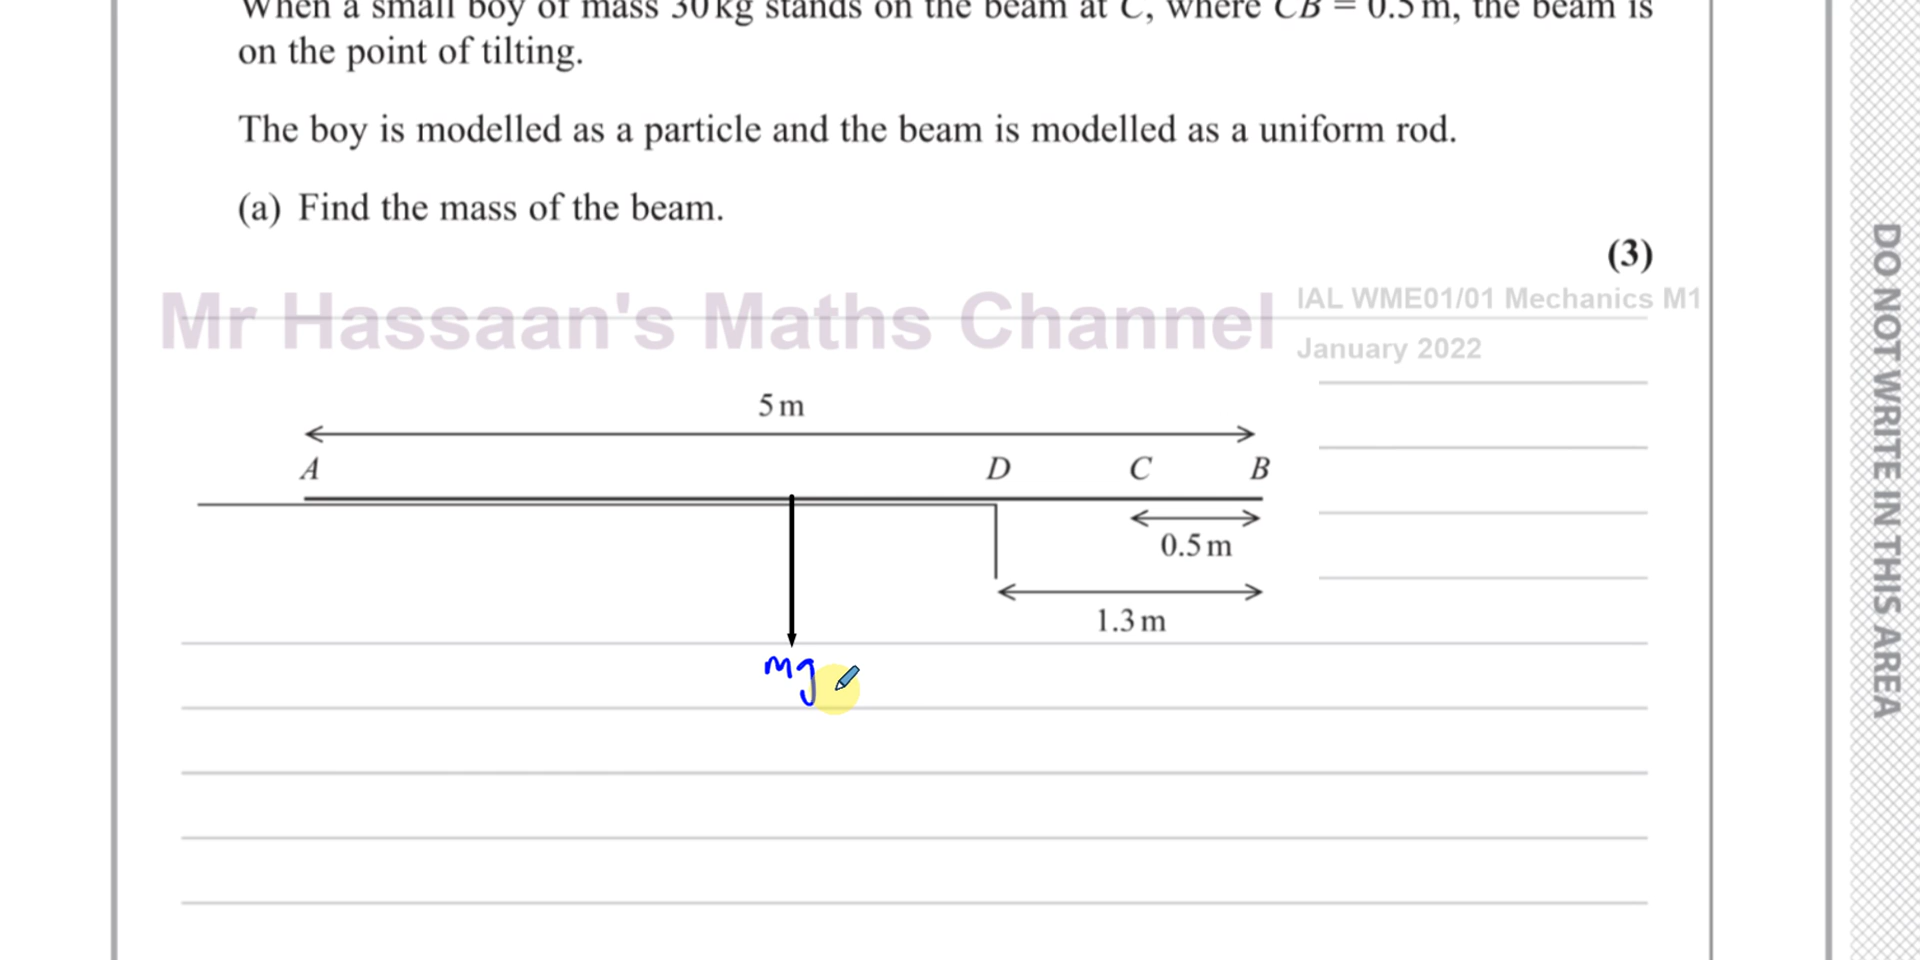 When a small boy of mass 30 kg stands on the beam at C, where CB = 0.5 m, the beam is
on the point of tilting.
The boy is modelled as a particle and the beam is modelled as a uniform rod.
(a) Find the mass of the beam.
(3)
Mr Hassaan's Maths Channel
IAL WME01/01 Mechanics M1
January 2022
5 m
A D C B
0.5 m
1.3 m
mg
DO NOT WRITE IN THIS AREA